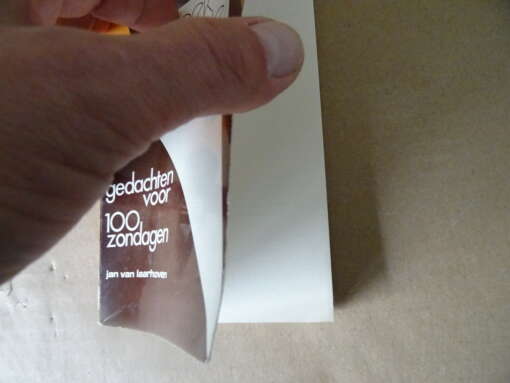 gedachten
voor
100
zondagen
jan van laarhoven